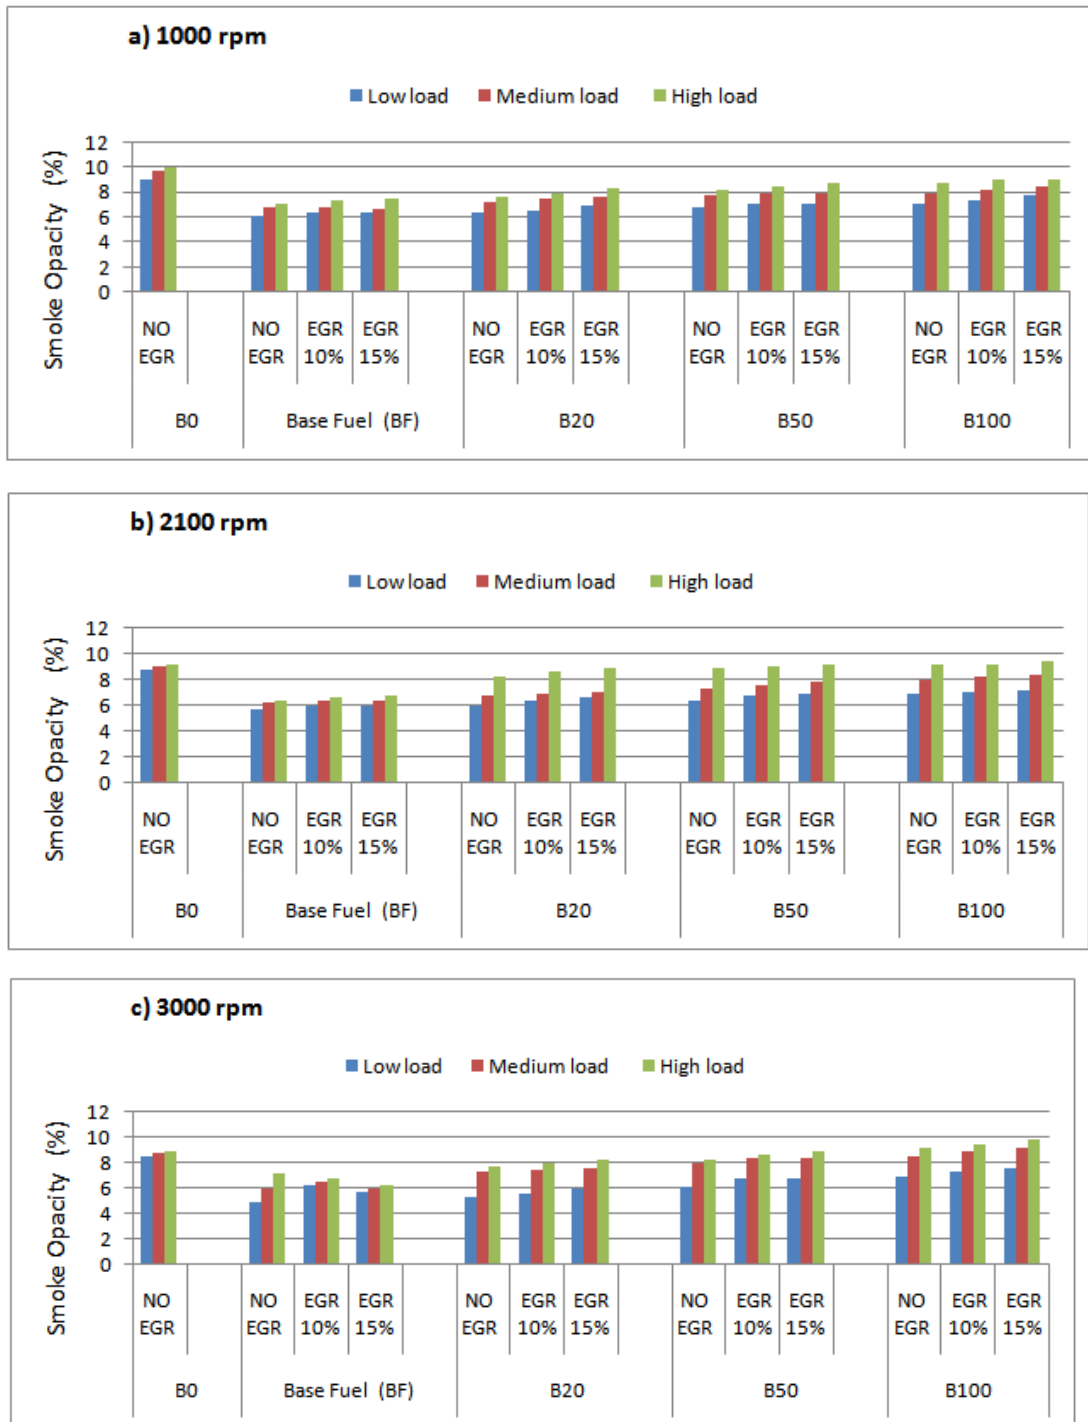 a) 1000 rpm
Low load Medium load High load
Smoke Opacity (%)
12
10
8
6
4
2
0
NO EGR NO EGR EGR 10% EGR 15% NO EGR EGR 10% EGR 15% NO EGR EGR 10% EGR 15% NO EGR EGR 10% EGR 15%
B0 Base Fuel (BF) B20 B50 B100
b) 2100 rpm
Low load Medium load High load
Smoke Opacity (%)
12
10
8
6
4
2
0
NO EGR NO EGR EGR 10% EGR 15% NO EGR EGR 10% EGR 15% NO EGR EGR 10% EGR 15% NO EGR EGR 10% EGR 15%
B0 Base Fuel (BF) B20 B50 B100
c) 3000 rpm
Low load Medium load High load
Smoke Opacity (%)
12
10
8
6
4
2
0
NO EGR NO EGR EGR 10% EGR 15% NO EGR EGR 10% EGR 15% NO EGR EGR 10% EGR 15% NO EGR EGR 10% EGR 15%
B0 Base Fuel (BF) B20 B50 B100